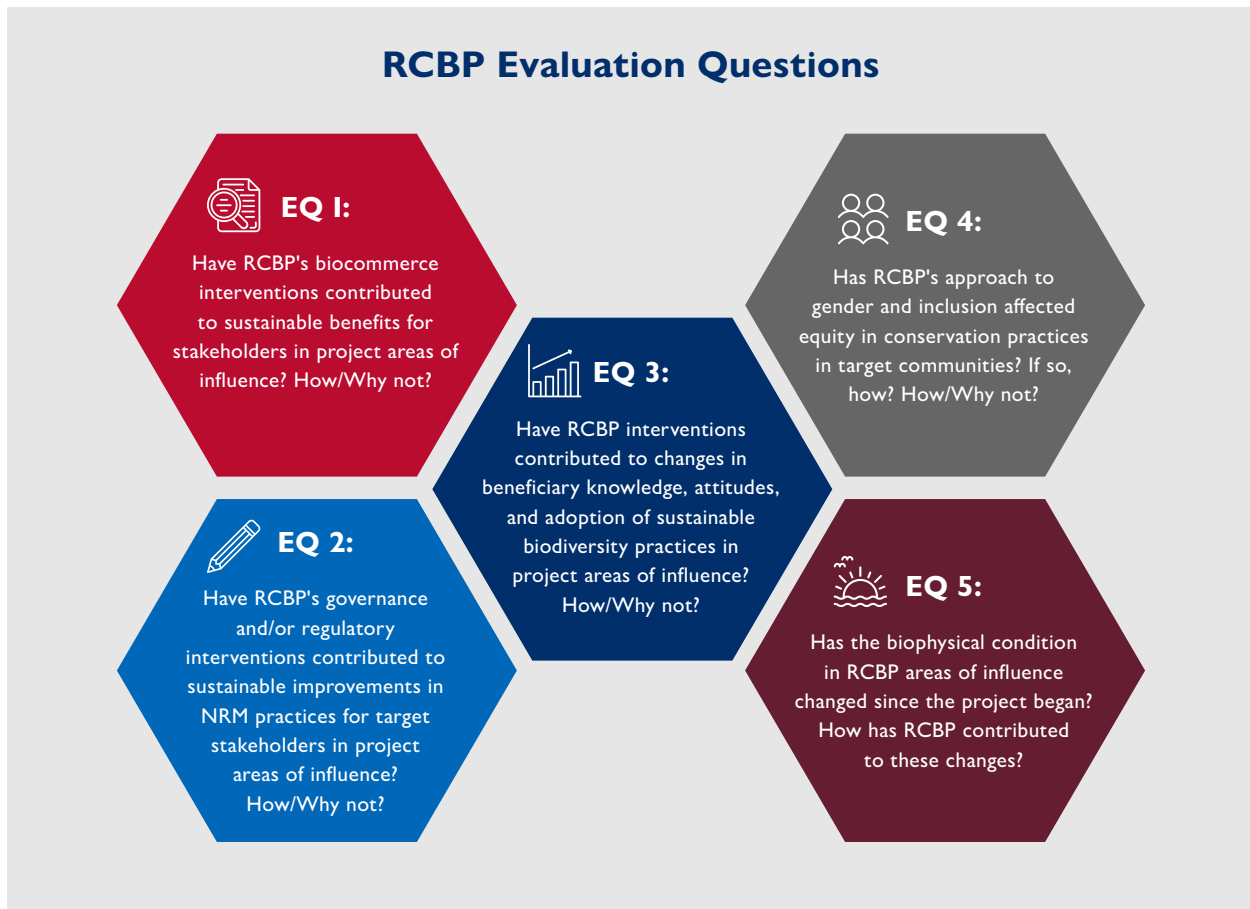 RCBP Evaluation Questions
EQ 1:
Have RCBP's biocommerce
interventions contributed
to sustainable benefits for
stakeholders in project areas of
influence? How/Why not?
EQ 2:
Have RCBP's governance
and/or regulatory
interventions contributed to
sustainable improvements in
NRM practices for target
stakeholders in project
areas of influence?
How/Why not?
EQ 3:
Have RCBP interventions
contributed to changes in
beneficiary knowledge, attitudes,
and adoption of sustainable
biodiversity practices in
project areas of influence?
How/Why not?
EQ 4:
Has RCBP's approach to
gender and inclusion affected
equity in conservation practices
in target communities? If so,
how? How/Why not?
EQ 5:
Has the biophysical condition
in RCBP areas of influence
changed since the project began?
How has RCBP contributed
to these changes?